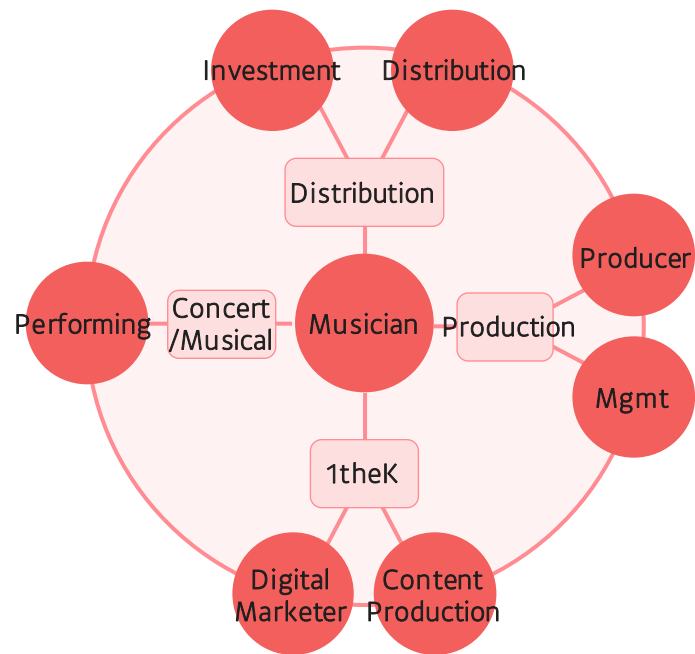 Investment
Distribution
Distribution
Producer
Concert
/Musical
Performing
Musician
Production
Mgmt
1theK
Digital
Marketer
Content
Production